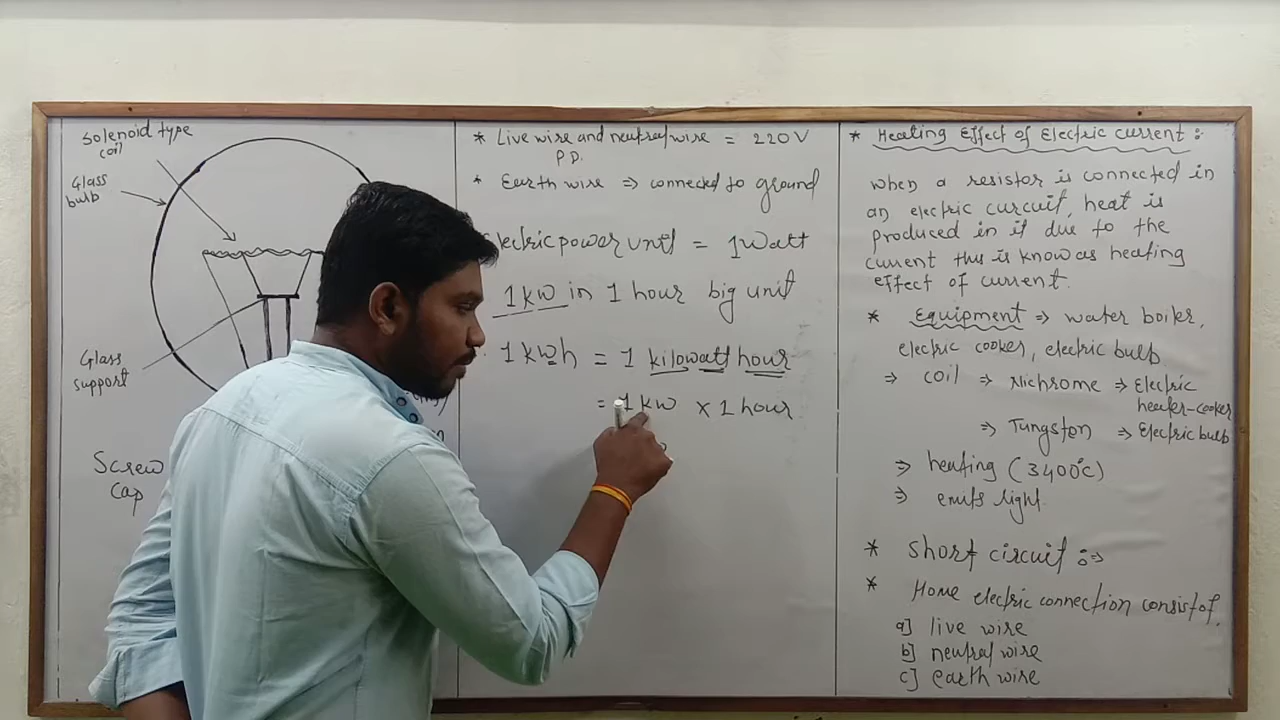 Solenoid type
coil
Glass
bulb
Glass
support
Screw
cap
* Live wire and neutral wire = 220 V
P.D.
* Earth wire ⇒ connected to ground
lectric power unit = 1 Watt
1 kw in 1 hour big unit
1 kwh = 1 kilowatt hour
= 1 kw × 1 hour
* Heating Effect of Electric current :
when a resistor is connected in
an electric curcuit, heat is
produced in it due to the
current this is know as heating
effect of current.
* Equipment ⇒ water boiler,
electric cooker, electric bulb
⇒ coil ⇒ Nichrome ⇒ Electric
heater-cooker
⇒ Tungston ⇒ Electric bulb
⇒ heating (3400°c)
⇒ emits light.
* short circuit :⇒
* Home electric connection consist of.
a] live wire
b] neutral wire
c] earth wire